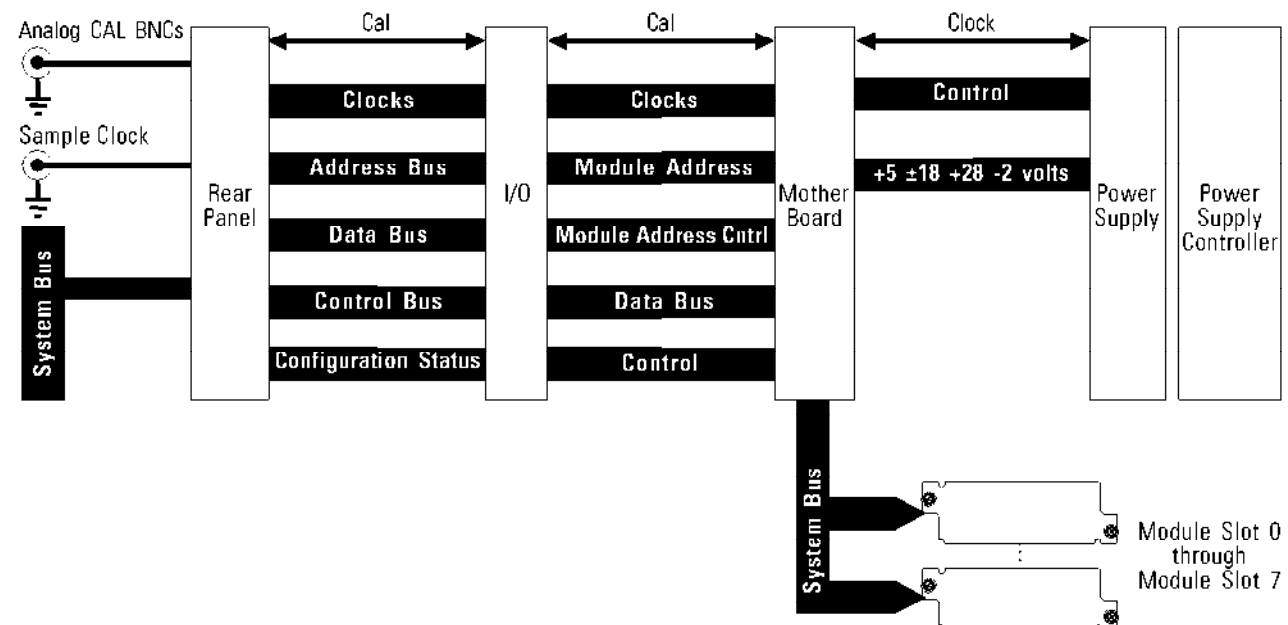 Analog CAL BNCs
Cal
Cal
Clock
Clocks
Clocks
Control
Sample Clock
Address Bus
Module Address
+5 ±18 +28 -2 volts
Rear
Panel
I/O
Mother
Board
Power
Supply
Power
Supply
Controller
Data Bus
Module Address Cntrl
System Bus
Control Bus
Data Bus
Configuration Status
Control
System Bus
Module Slot 0
through
Module Slot 7